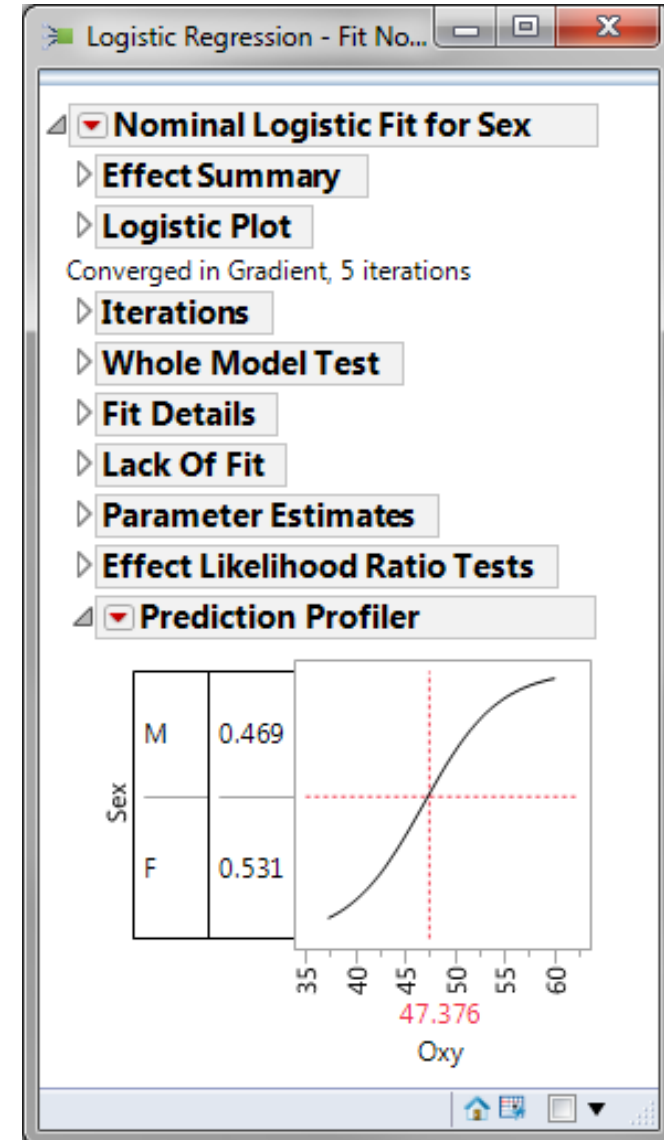 Logistic Regression - Fit No...
Nominal Logistic Fit for Sex
Effect Summary
Logistic Plot
Converged in Gradient, 5 iterations
Iterations
Whole Model Test
Fit Details
Lack Of Fit
Parameter Estimates
Effect Likelihood Ratio Tests
Prediction Profiler
Sex
M 0.469
F 0.531
35 40 45 50 55 60
47.376
Oxy